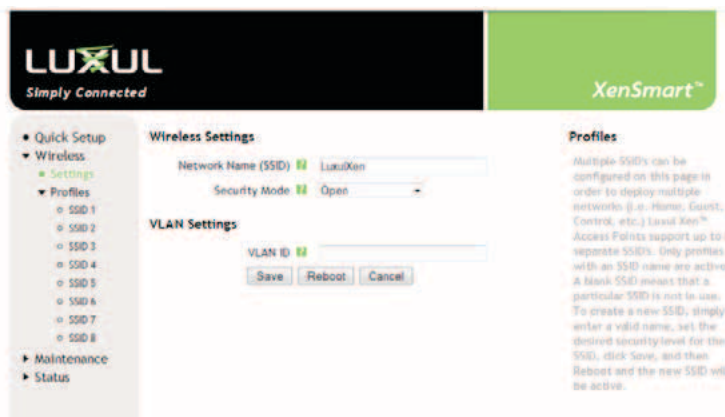 LUXUL
Simply Connected
XenSmart™
Quick Setup
Wireless
Settings
Profiles
SSID 1
SSID 2
SSID 3
SSID 4
SSID 5
SSID 6
SSID 7
SSID 8
Maintenance
Status
Wireless Settings
Network Name (SSID) ? LuxulXen
Security Mode ? Open
VLAN Settings
VLAN ID ?
Save Reboot Cancel
Profiles
Multiple SSID's can be
configured on this page in
order to deploy multiple
networks (i.e. Home, Guest,
Control, etc.) Luxul Xen™
Access Points support up to
separate SSID's. Only profiles
with an SSID name are active
A blank SSID means that a
particular SSID is not in use.
To create a new SSID, simply
enter a valid name, set the
desired security level for the
SSID, click Save, and then
Reboot and the new SSID will
be active.